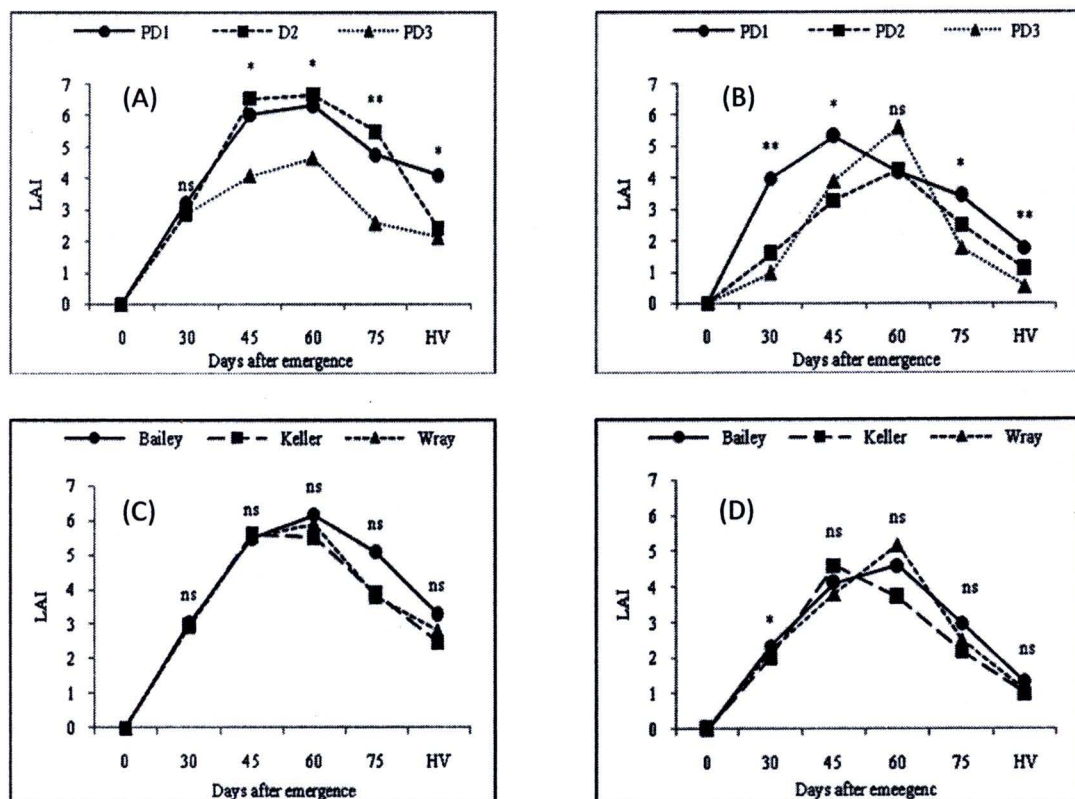 PD1 D2 PD3
* * ** *
7
(A)
6
5
4
ns
3
2
1
0
LAI
0 30 45 60 75 HV
Days after emergence
PD1 PD2 PD3
** * ns * **
7
(B)
6
5
4
3
2
1
0
LAI
0 30 45 60 75 HV
Days after emergence
Bailey Keller Wray
ns ns ns ns ns
7
(C)
6
5
4
3
2
1
0
LAI
0 30 45 60 75 HV
Days after emergence
Bailey Keller Wray
* ns ns ns ns
7
(D)
6
5
4
3
2
1
0
LAI
0 30 45 60 75 HV
Days after emeegenc